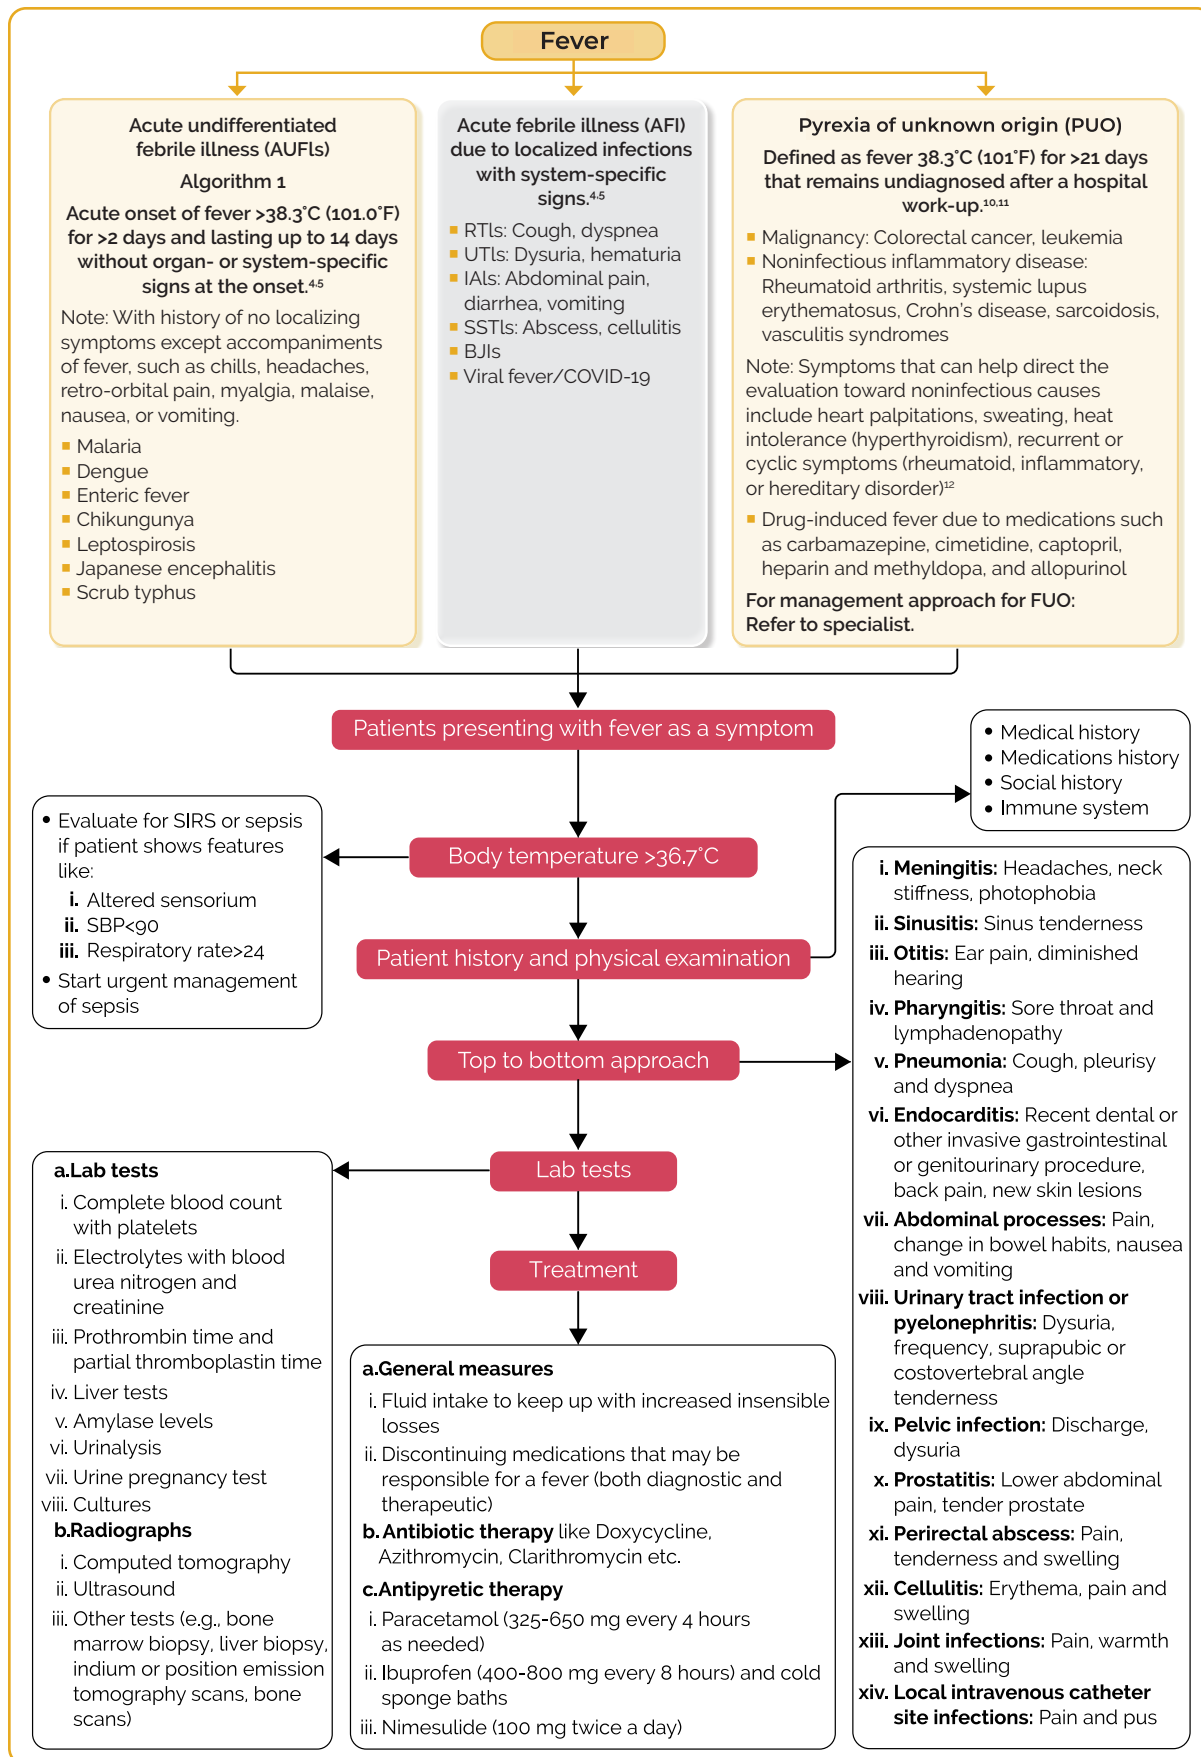 Fever
Acute undifferentiated
febrile illness (AUFIs)
Algorithm 1
Acute onset of fever >38.3°C (101.0°F)
for >2 days and lasting up to 14 days
without organ- or system-specific
signs at the onset.4,5
Note: With history of no localizing
symptoms except accompaniments
of fever, such as chills, headaches,
retro-orbital pain, myalgia, malaise,
nausea, or vomiting.
Malaria
Dengue
Enteric fever
Chikungunya
Leptospirosis
Japanese encephalitis
Scrub typhus
Acute febrile illness (AFI)
due to localized infections
with system-specific
signs.4,5
RTIs: Cough, dyspnea
UTIs: Dysuria, hematuria
IAIs: Abdominal pain,
diarrhea, vomiting
SSTIs: Abscess, cellulitis
BJIs
Viral fever/COVID-19
Pyrexia of unknown origin (PUO)
Defined as fever 38.3°C (101°F) for >21 days
that remains undiagnosed after a hospital
work-up.10,11
Malignancy: Colorectal cancer, leukemia
Noninfectious inflammatory disease:
Rheumatoid arthritis, systemic lupus
erythematosus, Crohn's disease, sarcoidosis,
vasculitis syndromes
Note: Symptoms that can help direct the
evaluation toward noninfectious causes
include heart palpitations, sweating, heat
intolerance (hyperthyroidism), recurrent or
cyclic symptoms (rheumatoid, inflammatory,
or hereditary disorder)12
Drug-induced fever due to medications such
as carbamazepine, cimetidine, captopril,
heparin and methyldopa, and allopurinol
For management approach for FUO:
Refer to specialist.
Patients presenting with fever as a symptom
• Medical history
• Medications history
• Social history
• Immune system
Body temperature >36.7°C
• Evaluate for SIRS or sepsis
if patient shows features
like:
i. Altered sensorium
ii. SBP<90
iii. Respiratory rate>24
• Start urgent management
of sepsis
Patient history and physical examination
Top to bottom approach
i. Meningitis: Headaches, neck
stiffness, photophobia
ii. Sinusitis: Sinus tenderness
iii. Otitis: Ear pain, diminished
hearing
iv. Pharyngitis: Sore throat and
lymphadenopathy
v. Pneumonia: Cough, pleurisy
and dyspnea
vi. Endocarditis: Recent dental or
other invasive gastrointestinal
or genitourinary procedure,
back pain, new skin lesions
vii. Abdominal processes: Pain,
change in bowel habits, nausea
and vomiting
viii. Urinary tract infection or
pyelonephritis: Dysuria,
frequency, suprapubic or
costovertebral angle
tenderness
ix. Pelvic infection: Discharge,
dysuria
x. Prostatitis: Lower abdominal
pain, tender prostate
xi. Perirectal abscess: Pain,
tenderness and swelling
xii. Cellulitis: Erythema, pain and
swelling
xiii. Joint infections: Pain, warmth
and swelling
xiv. Local intravenous catheter
site infections: Pain and pus
Lab tests
a.Lab tests
i. Complete blood count
with platelets
ii. Electrolytes with blood
urea nitrogen and
creatinine
iii. Prothrombin time and
partial thromboplastin time
iv. Liver tests
v. Amylase levels
vi. Urinalysis
vii. Urine pregnancy test
viii. Cultures
b.Radiographs
i. Computed tomography
ii. Ultrasound
iii. Other tests (e.g., bone
marrow biopsy, liver biopsy,
indium or position emission
tomography scans, bone
scans)
Treatment
a.General measures
i. Fluid intake to keep up with increased insensible
losses
ii. Discontinuing medications that may be
responsible for a fever (both diagnostic and
therapeutic)
b. Antibiotic therapy like Doxycycline,
Azithromycin, Clarithromycin etc.
c.Antipyretic therapy
i. Paracetamol (325-650 mg every 4 hours
as needed)
ii. Ibuprofen (400-800 mg every 8 hours) and cold
sponge baths
iii. Nimesulide (100 mg twice a day)